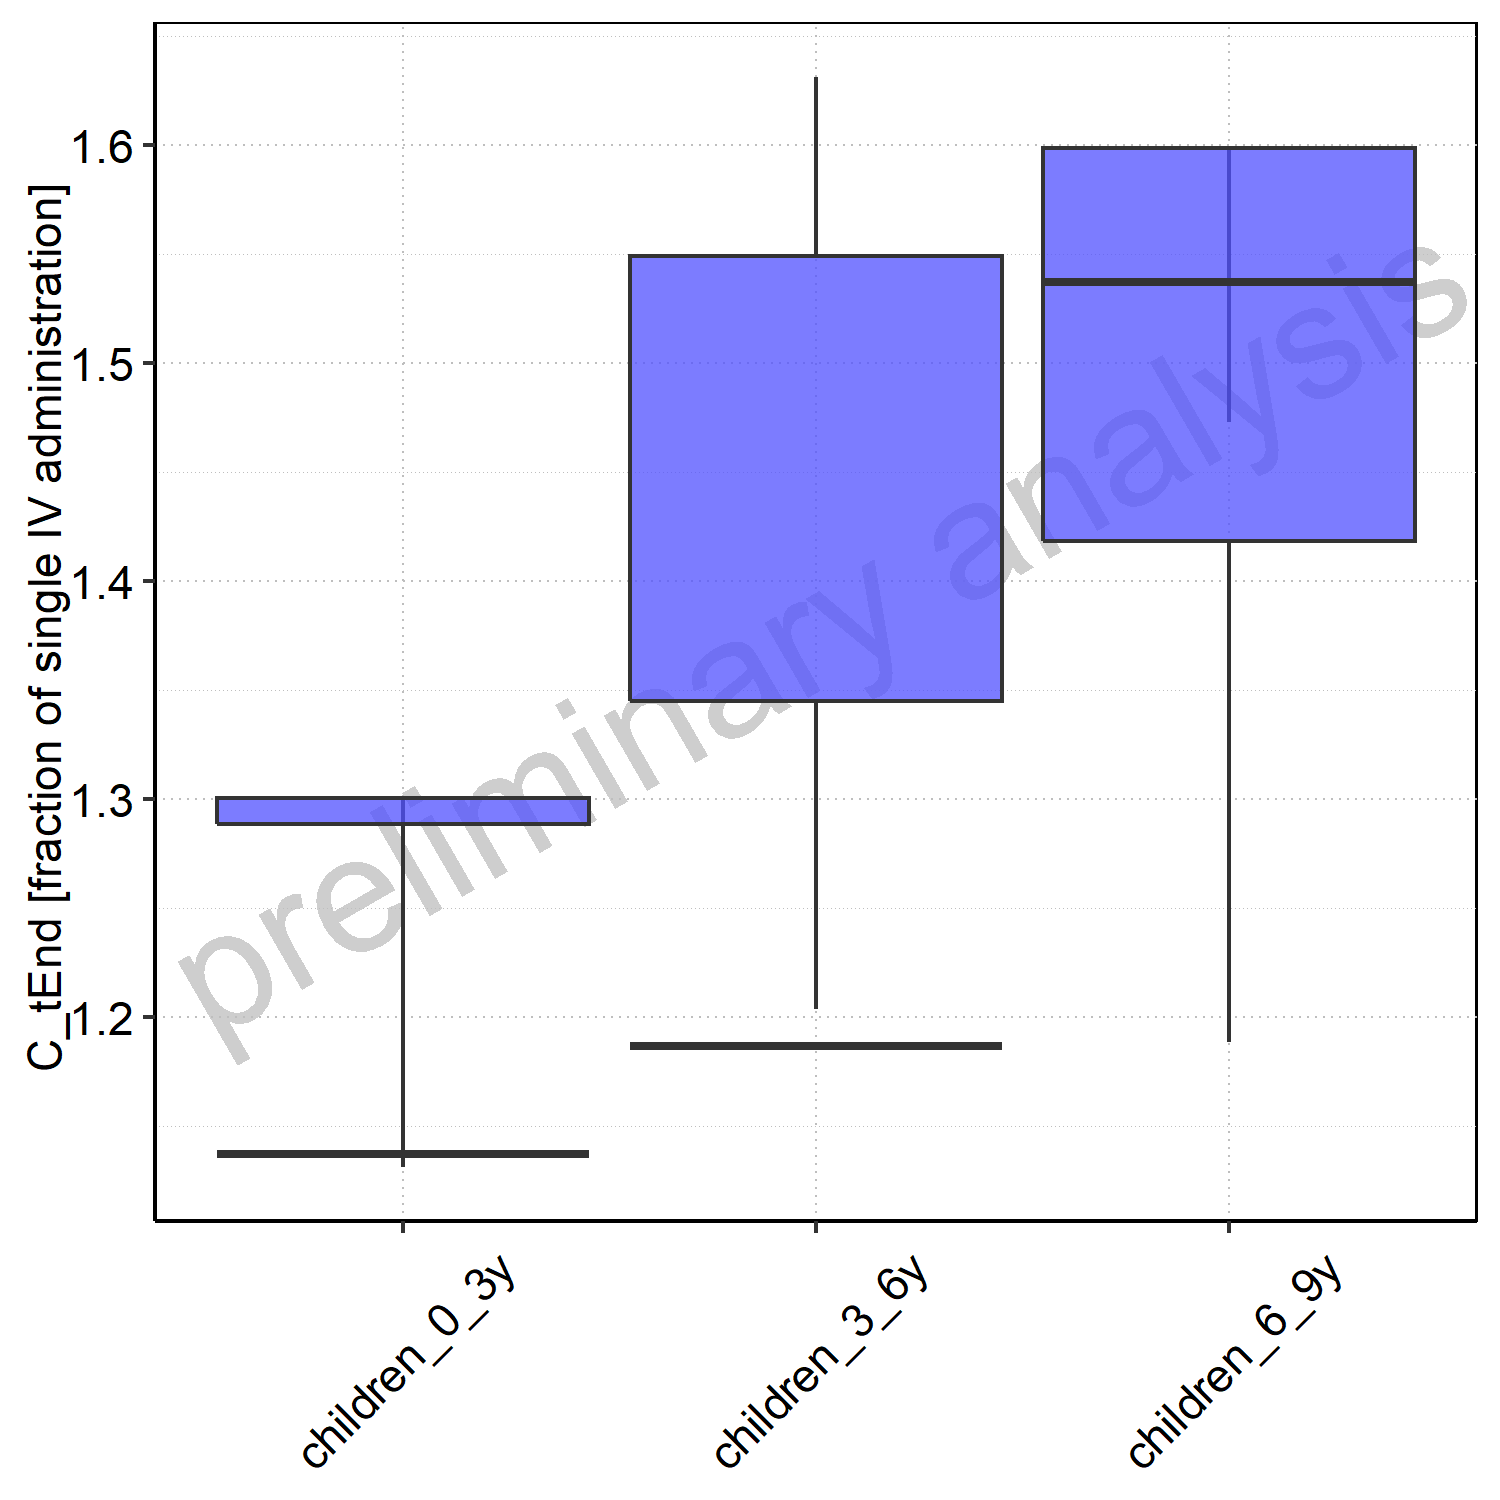 C_tEnd [fraction of single IV administration]
1.6
1.5
1.4
1.3
1.2
preliminary analysis
children_0_3y
children_3_6y
children_6_9y